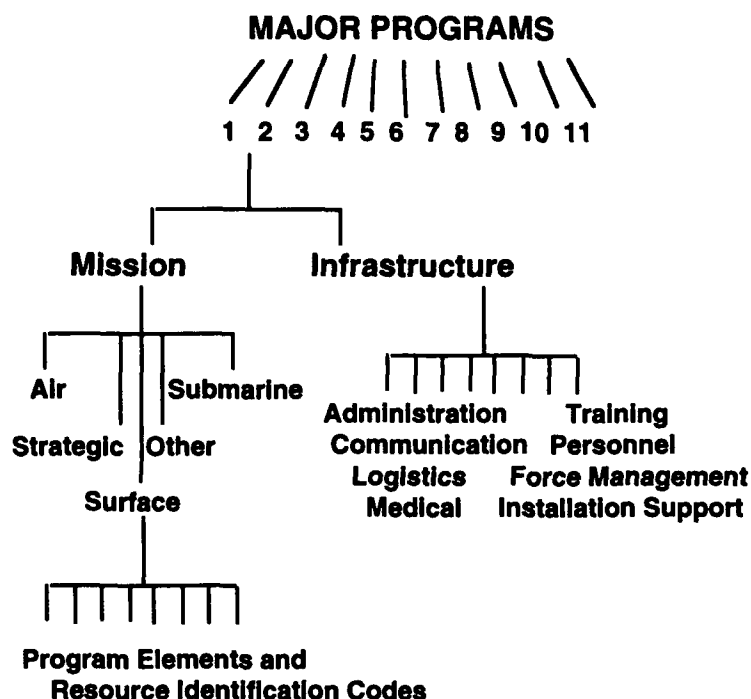 MAJOR PROGRAMS
1 2 3 4 5 6 7 8 9 10 11
Mission Infrastructure
Air Submarine
Strategic Other
Surface
Administration Training
Communication Personnel
Logistics Force Management
Medical Installation Support
Program Elements and
Resource Identification Codes